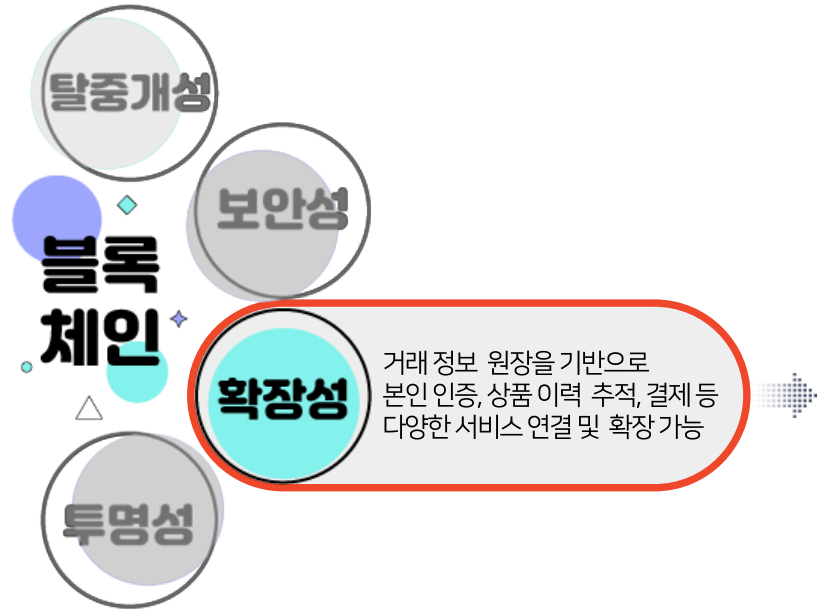 탈중개성
보안성
블록
체인
확장성
거래 정보 원장을 기반으로
본인 인증, 상품 이력 추적, 결제 등
다양한 서비스 연결 및 확장 가능
투명성